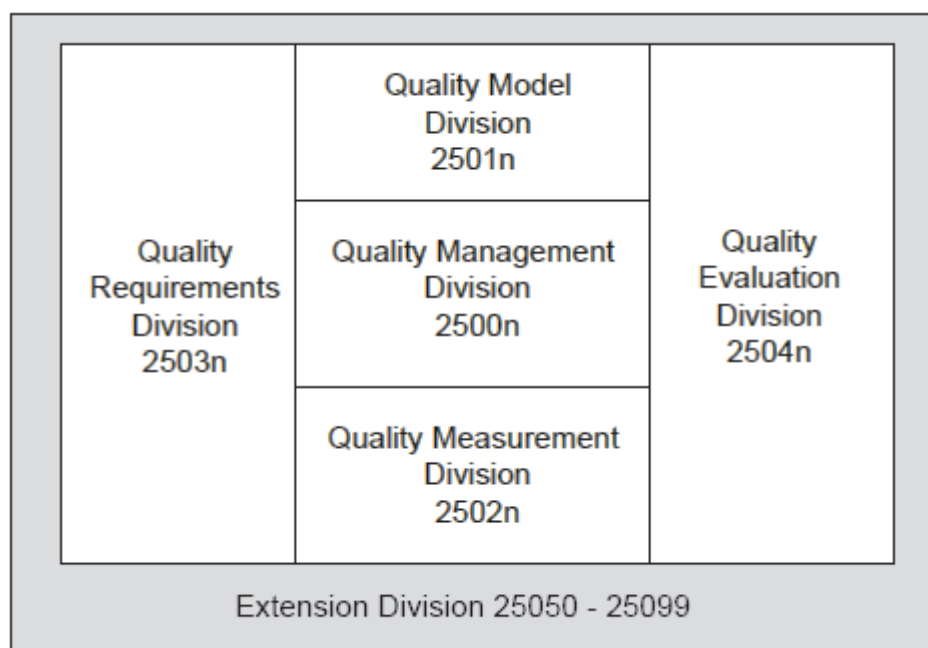 Quality Model
Division
2501n
Quality
Requirements
Division
2503n
Quality Management
Division
2500n
Quality
Evaluation
Division
2504n
Quality Measurement
Division
2502n
Extension Division 25050 - 25099